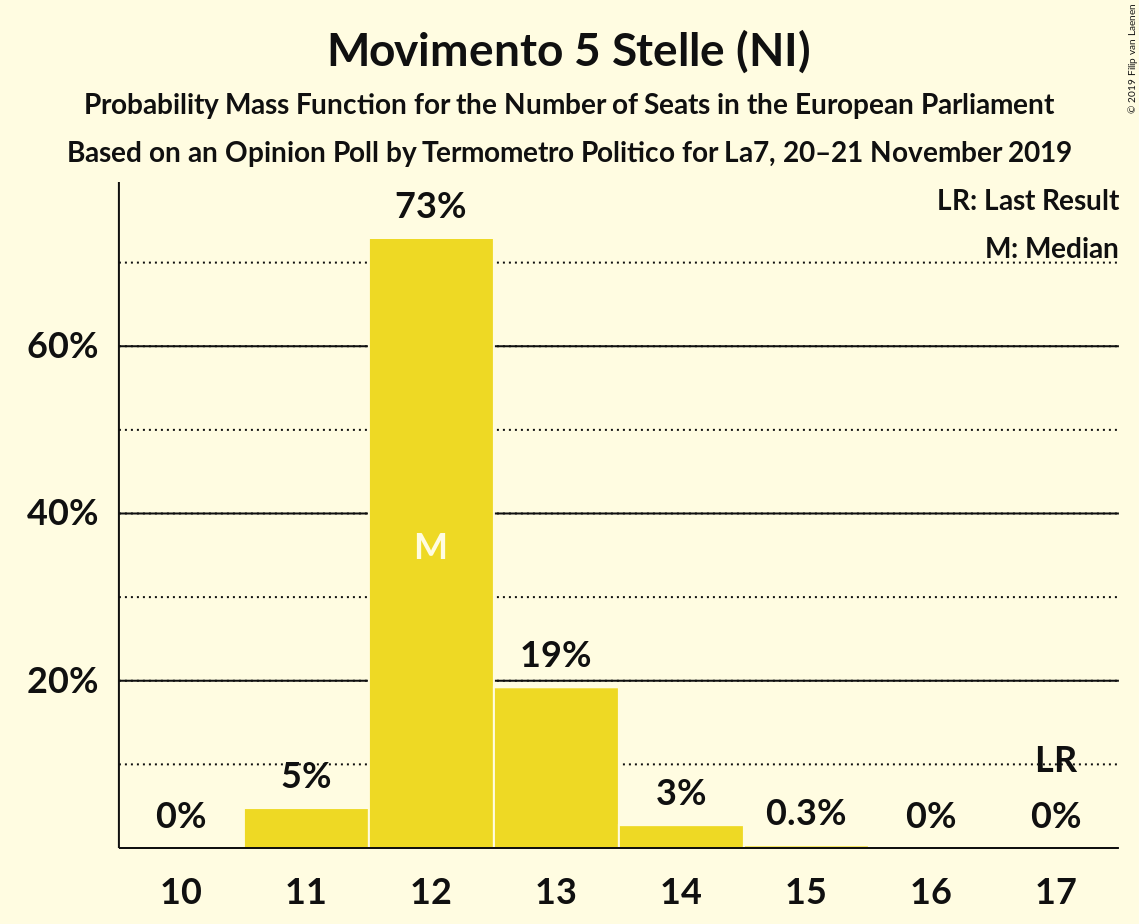 Movimento 5 Stelle (NI)
Probability Mass Function for the Number of Seats in the European Parliament
Based on an Opinion Poll by Termometro Politico for La7, 20–21 November 2019
© 2019 Filip van Laenen
LR: Last Result
M: Median
73%
60%
40%
M
19%
20%
LR
5%
3%
0%
0.3%
0%
0%
10 11 12 13 14 15 16 17